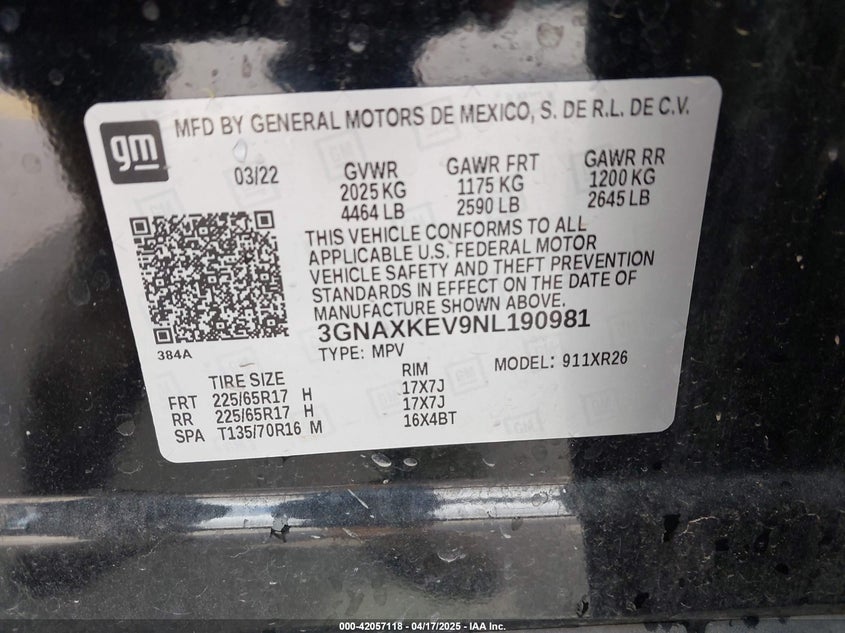 gm
MFD BY GENERAL MOTORS DE MEXICO, S. DE R.L. DE C.V.
03/22
GVWR GAWR FRT GAWR RR
2025 KG 1175 KG 1200 KG
4464 LB 2590 LB 2645 LB
THIS VEHICLE CONFORMS TO ALL
APPLICABLE U.S. FEDERAL MOTOR
VEHICLE SAFETY AND THEFT PREVENTION
STANDARDS IN EFFECT ON THE DATE OF
MANUFACTURE SHOWN ABOVE.
3GNAXKEV9NL190981
384A
TYPE: MPV MODEL: 911XR26
TIRE SIZE RIM
FRT 225/65R17 H 17X7J
RR 225/65R17 H 17X7J
SPA T135/70R16 M 16X4BT
000-42057118 - 04/17/2025 - IAA Inc.